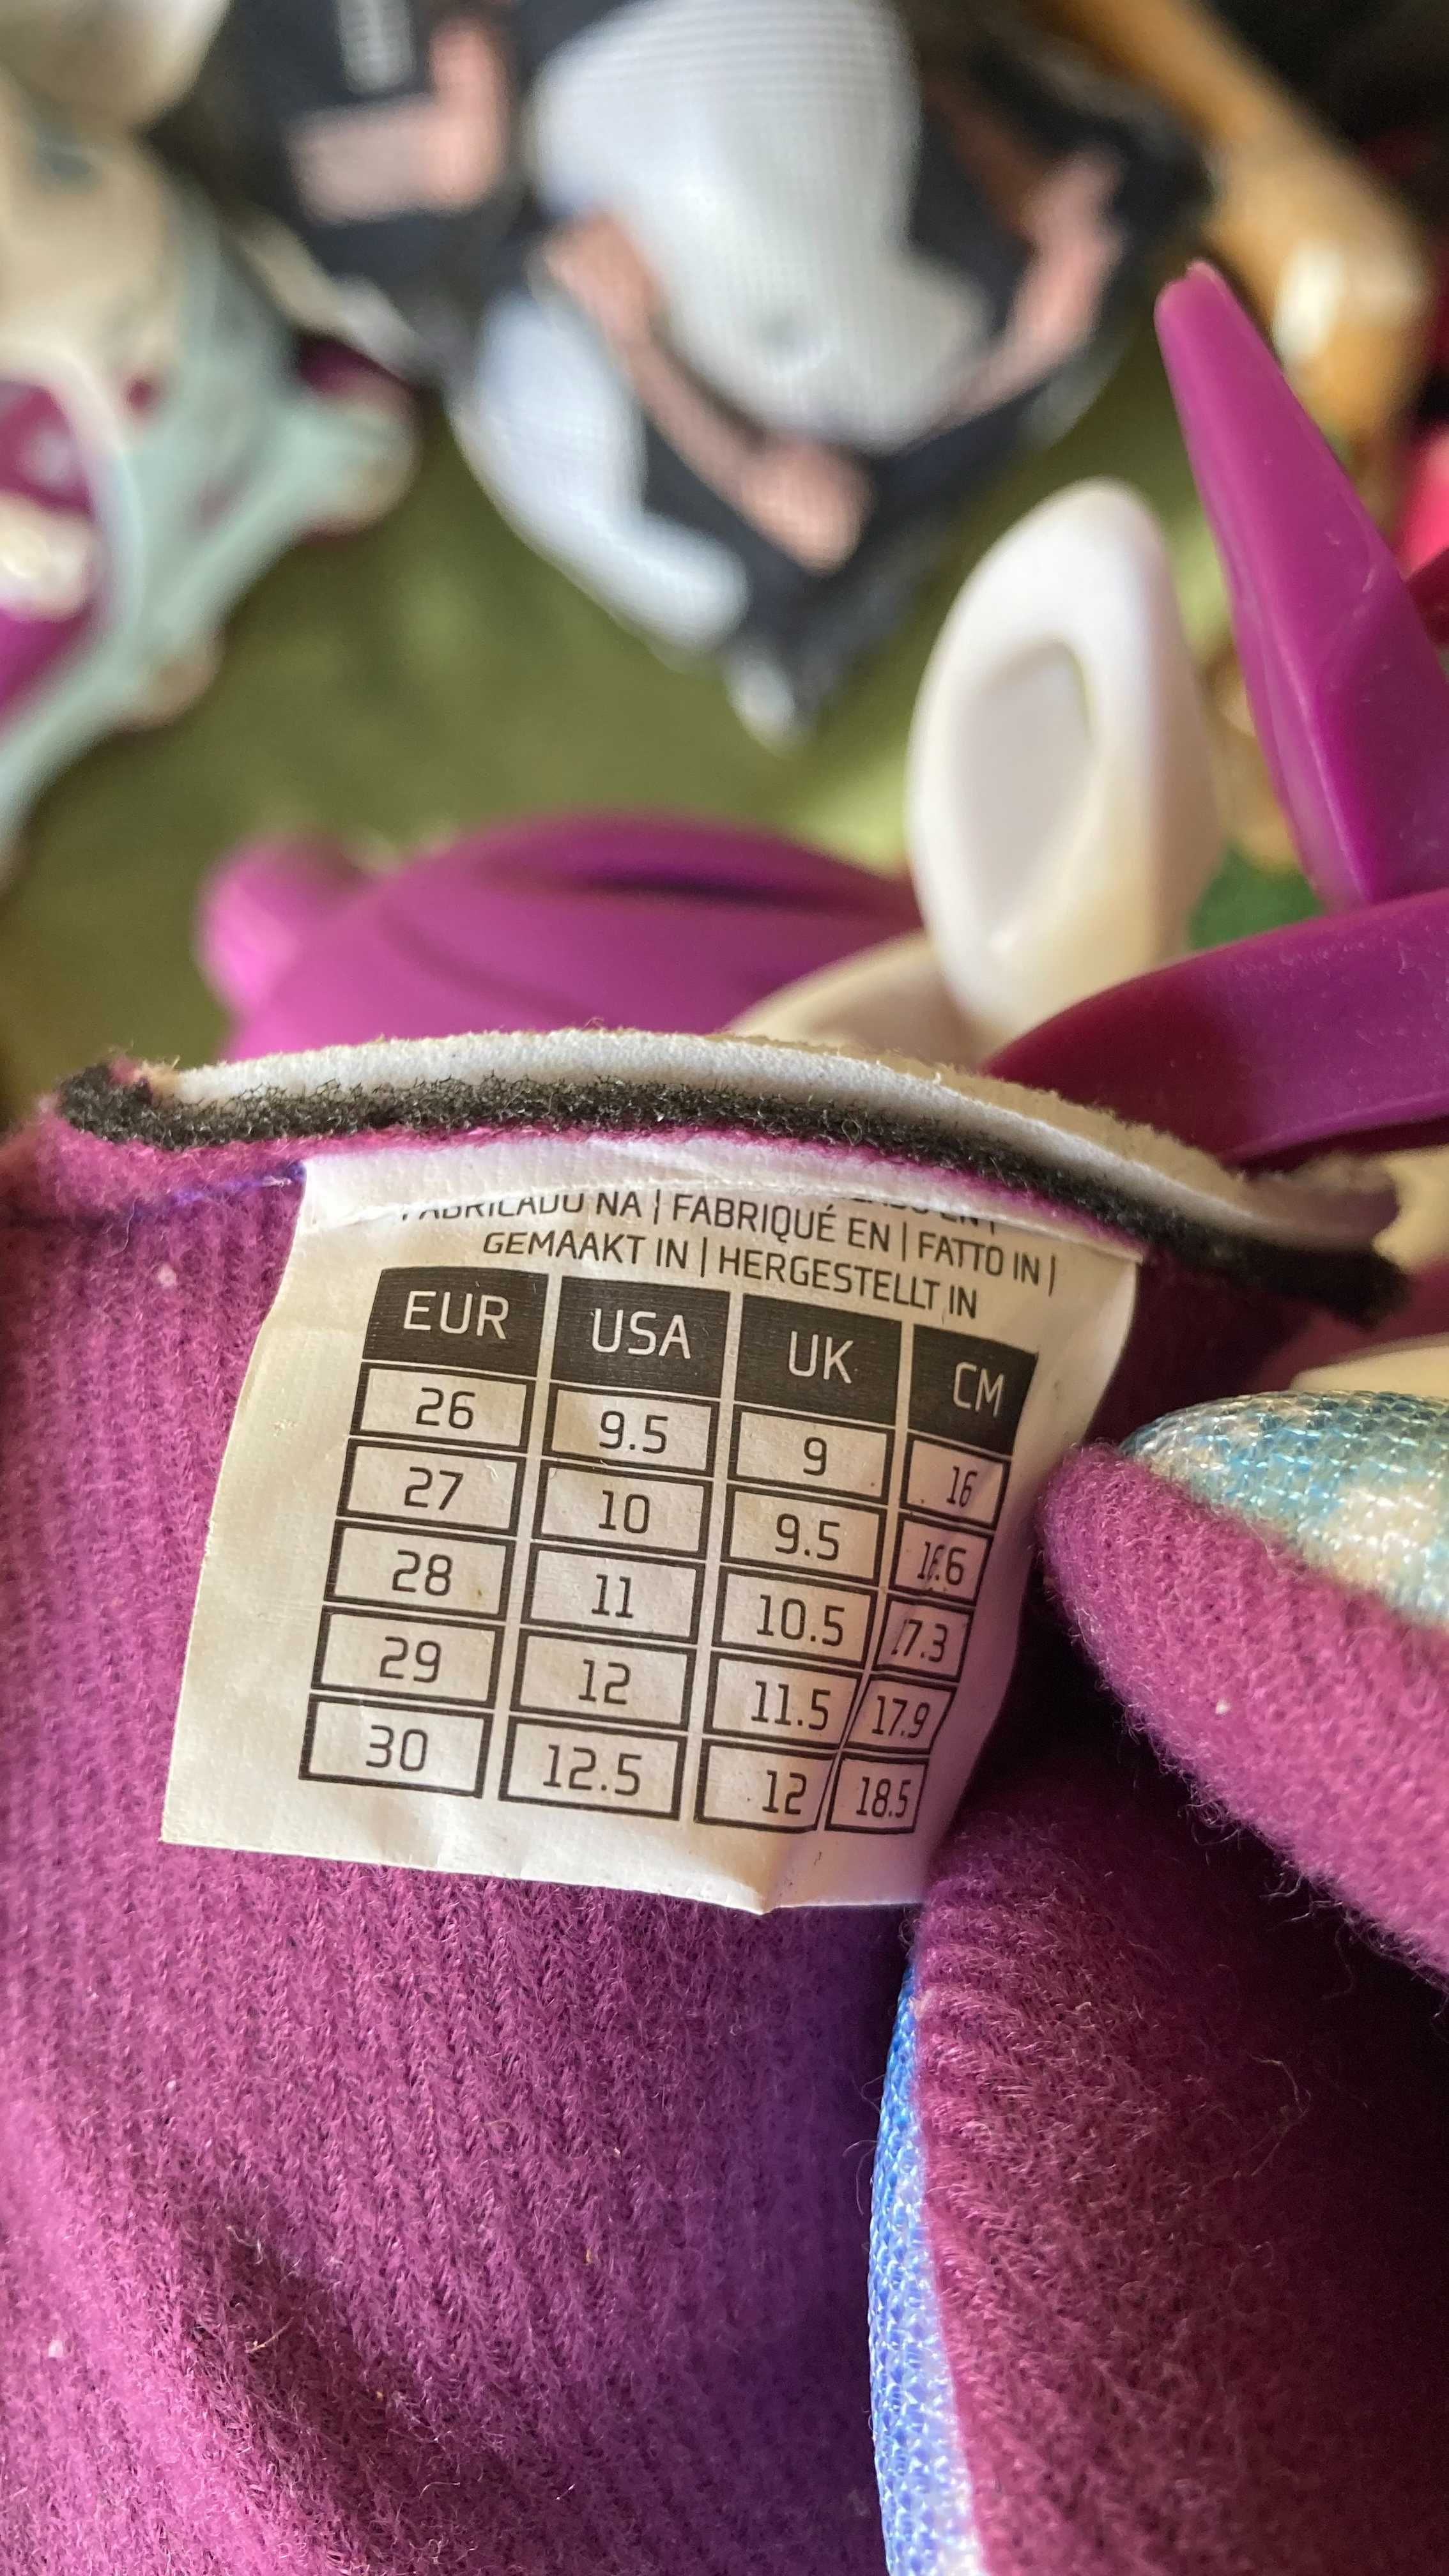 FABRICADO NA | FABRIQUÉ EN | FATTO IN |
GEMAAKT IN | HERGESTELLT IN
EUR USA UK CM
26 9.5 9 16
27 10 9.5 16.6
28 11 10.5 17.3
29 12 11.5 17.9
30 12.5 12 18.5